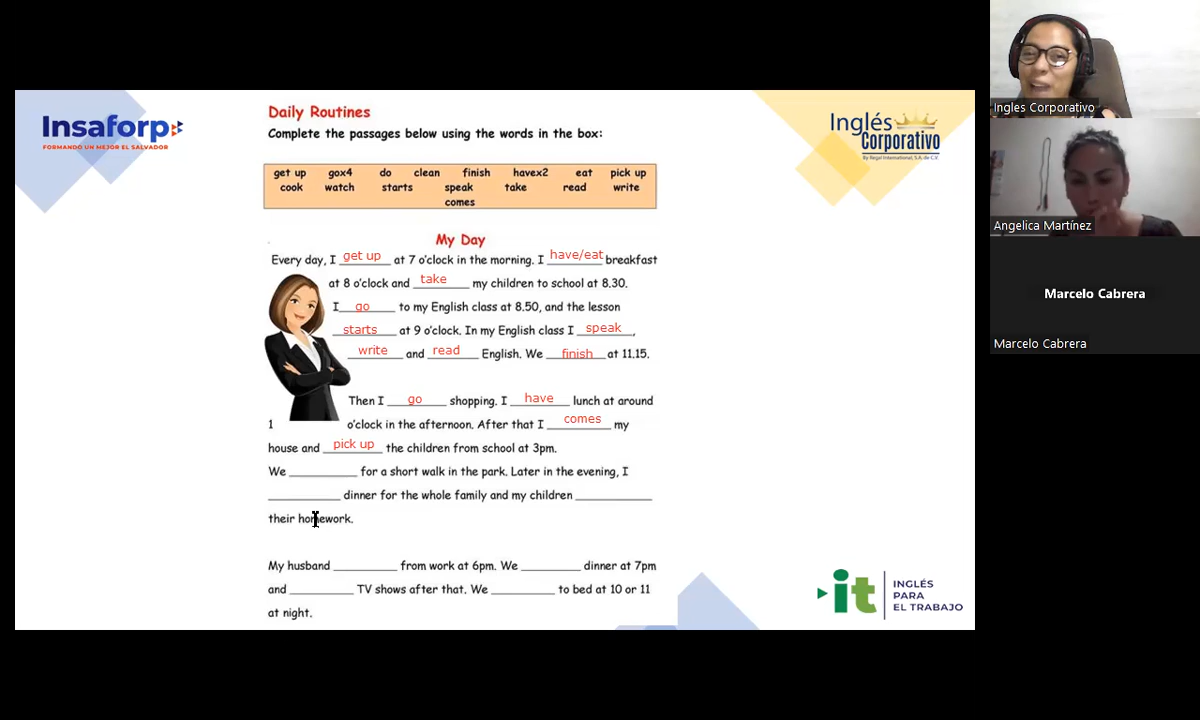 Insaforp
FORMANDO UN MEJOR EL SALVADOR
Daily Routines
Complete the passages below using the words in the box:
Inglés
Corporativo
By Regal International, S.A. de C.V.
get up gox4 do clean finish havex2 eat pick up
cook watch starts speak take read write
comes
My Day
Every day, I get up at 7 o'clock in the morning. I have/eat breakfast
at 8 o'clock and take my children to school at 8.30.
I go to my English class at 8.50, and the lesson
starts at 9 o'clock. In my English class I speak,
write and read English. We finish at 11.15.
Then I go shopping. I have lunch at around
1 o'clock in the afternoon. After that I comes my
house and pick up the children from school at 3pm.
We ____________ for a short walk in the park. Later in the evening, I
____________ dinner for the whole family and my children ____________
their homework.
My husband ___________ from work at 6pm. We __________ dinner at 7pm
and ___________ TV shows after that. We ___________ to bed at 10 or 11
at night.
it
INGLÉS
PARA
EL TRABAJO
Ingles Corporativo
Angelica Martínez
Marcelo Cabrera
Marcelo Cabrera